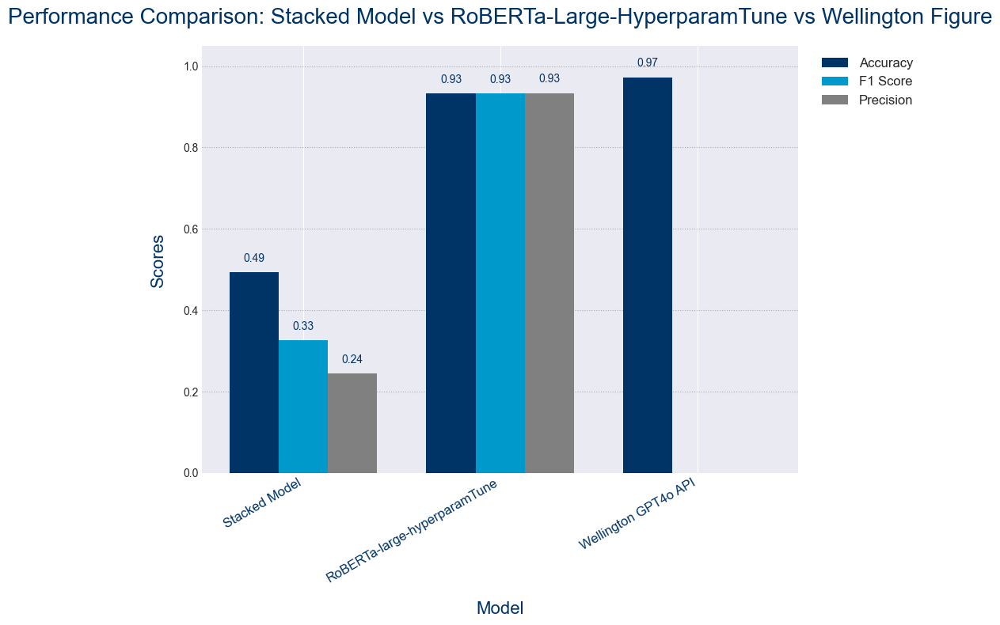 Performance Comparison: Stacked Model vs RoBERTa-Large-HyperparamTune vs Wellington Figure
Accuracy
F1 Score
Precision
Scores
1.0
0.8
0.6
0.4
0.2
0.0
0.49
0.33
0.24
0.93
0.93
0.93
0.97
Stacked Model
RoBERTa-large-hyperparamTune
Wellington GPT4o API
Model